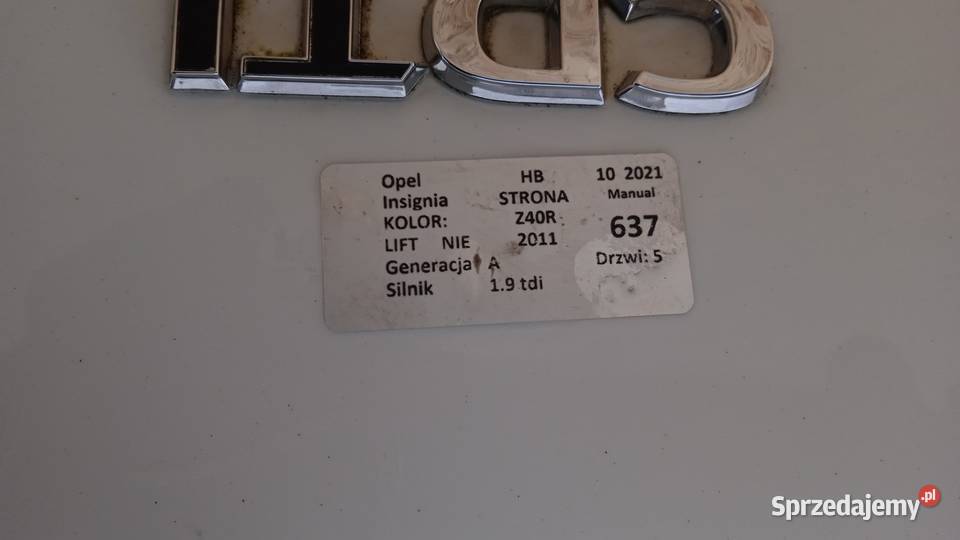 Opel HB 10 2021
Insignia STRONA Manual
KOLOR: Z40R 637
LIFT NIE 2011
Generacja A Drzwi: 5
Silnik 1.9 tdi
Sprzedajemy.pl